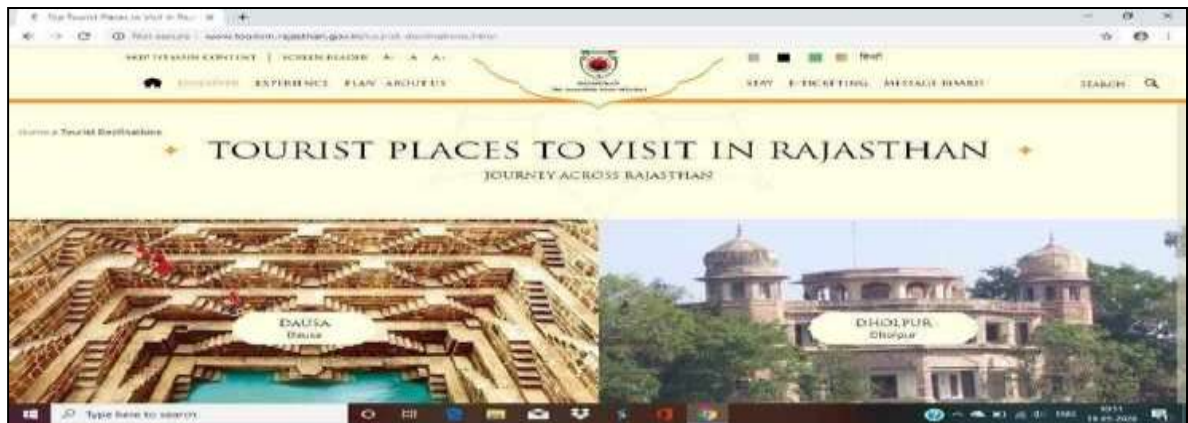 Top Tourist Places to Visit in Raj
Not secure | www.tourism.rajasthan.gov.in/tourist-destinations.html
SKIP TO MAIN CONTENT | SCREEN READER A- A A+
हिन्दी
EXPERIENCE PLAN ABOUT US
STAY E-TICKETING MESSAGE BOARD
SEARCH
Home » Tourist Destinations
TOURIST PLACES TO VISIT IN RAJASTHAN
JOURNEY ACROSS RAJASTHAN
DAUSA
Dausa
DHOLPUR
Dholpur
Type here to search
ENG